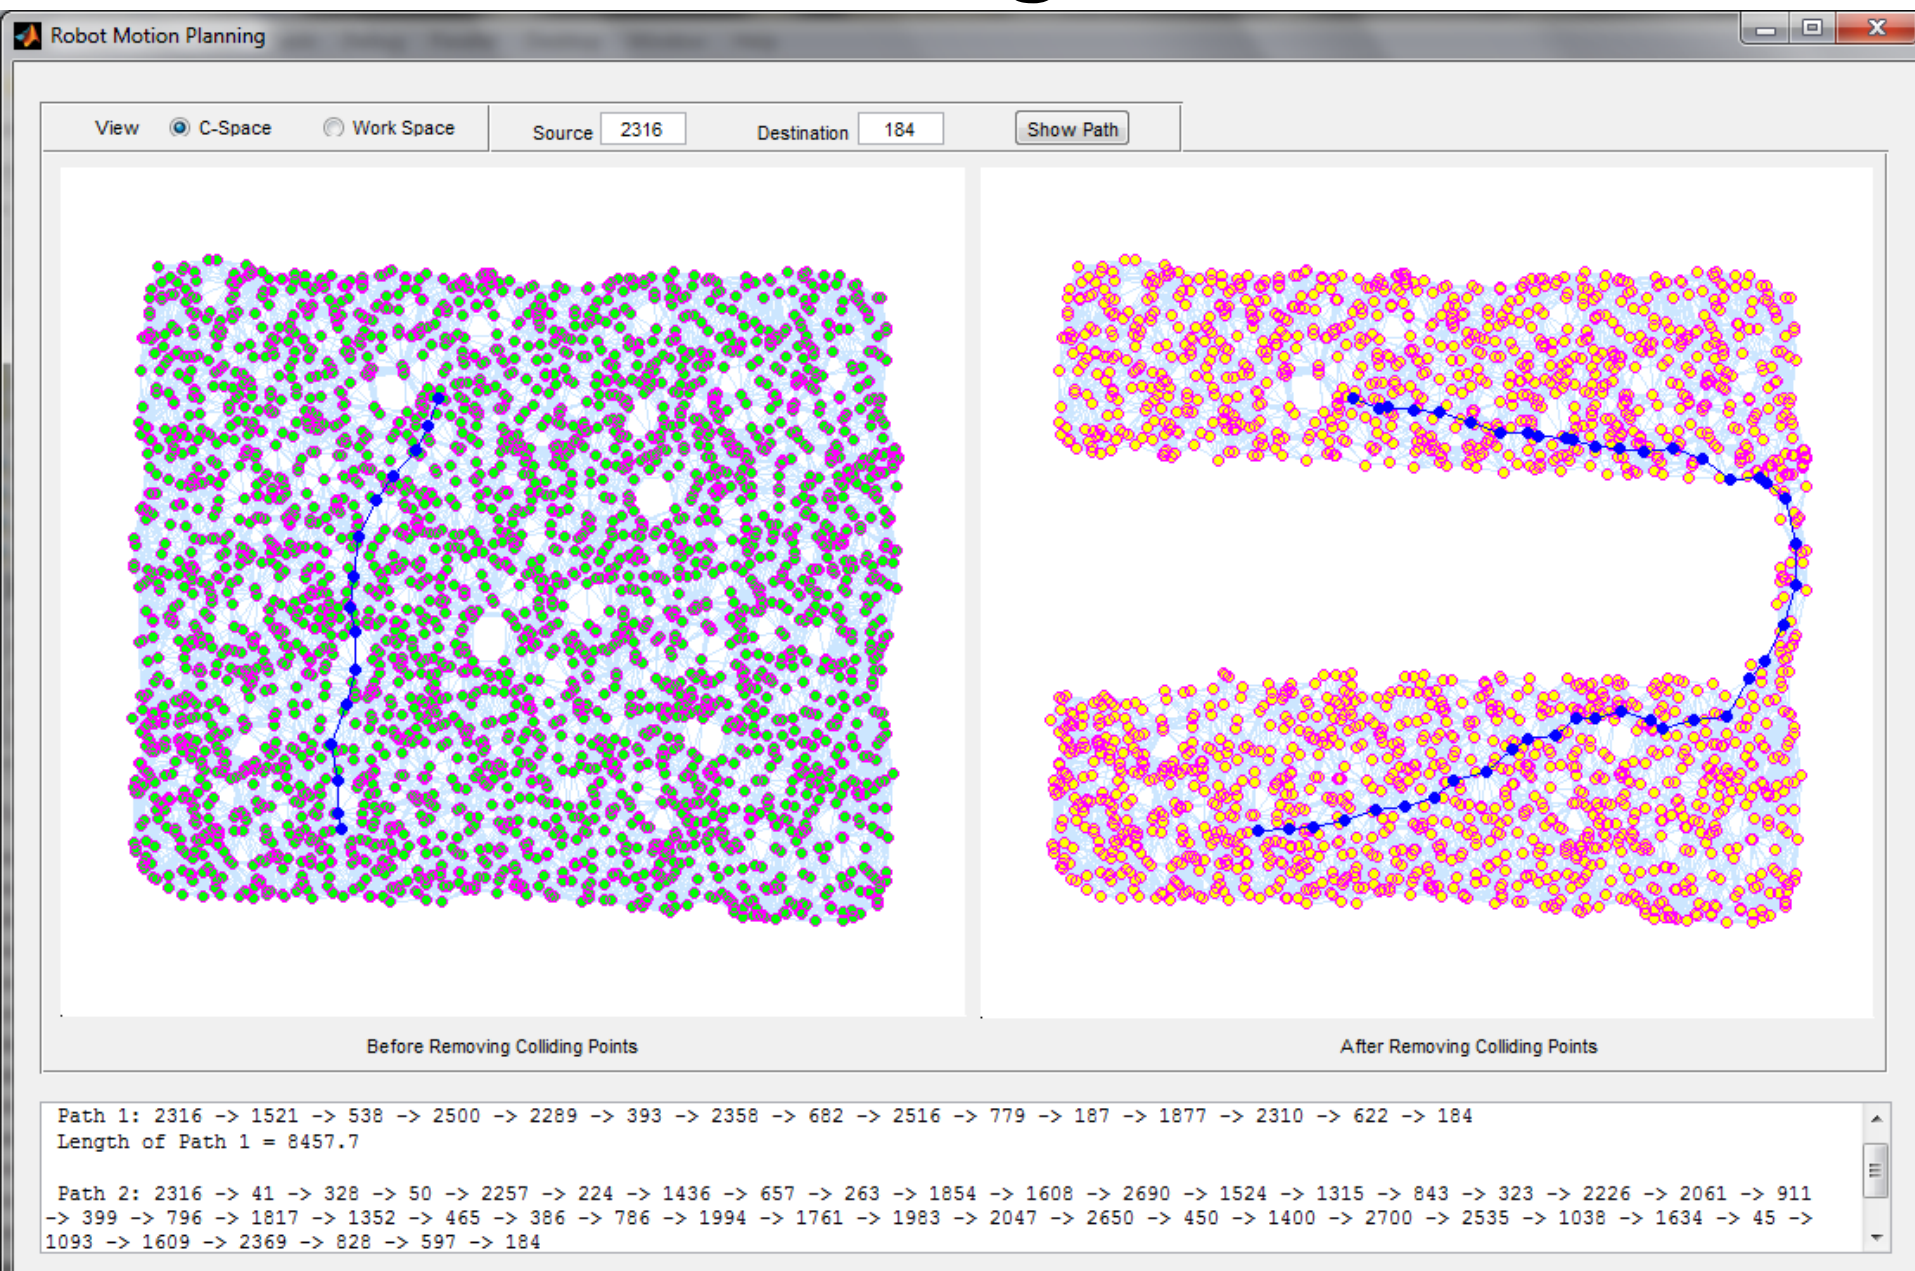 Robot Motion Planning
View C-Space Work Space Source 2316 Destination 184 Show Path
Before Removing Colliding Points After Removing Colliding Points
Path 1: 2316 -> 1521 -> 538 -> 2500 -> 2289 -> 393 -> 2358 -> 682 -> 2516 -> 779 -> 187 -> 1877 -> 2310 -> 622 -> 184
Length of Path 1 = 8457.7
Path 2: 2316 -> 41 -> 328 -> 50 -> 2257 -> 224 -> 1436 -> 657 -> 263 -> 1854 -> 1608 -> 2690 -> 1524 -> 1315 -> 843 -> 323 -> 2226 -> 2061 -> 911
-> 399 -> 796 -> 1817 -> 1352 -> 465 -> 386 -> 786 -> 1994 -> 1761 -> 1983 -> 2047 -> 2650 -> 450 -> 1400 -> 2700 -> 2535 -> 1038 -> 1634 -> 45 ->
1093 -> 1609 -> 2369 -> 828 -> 597 -> 184